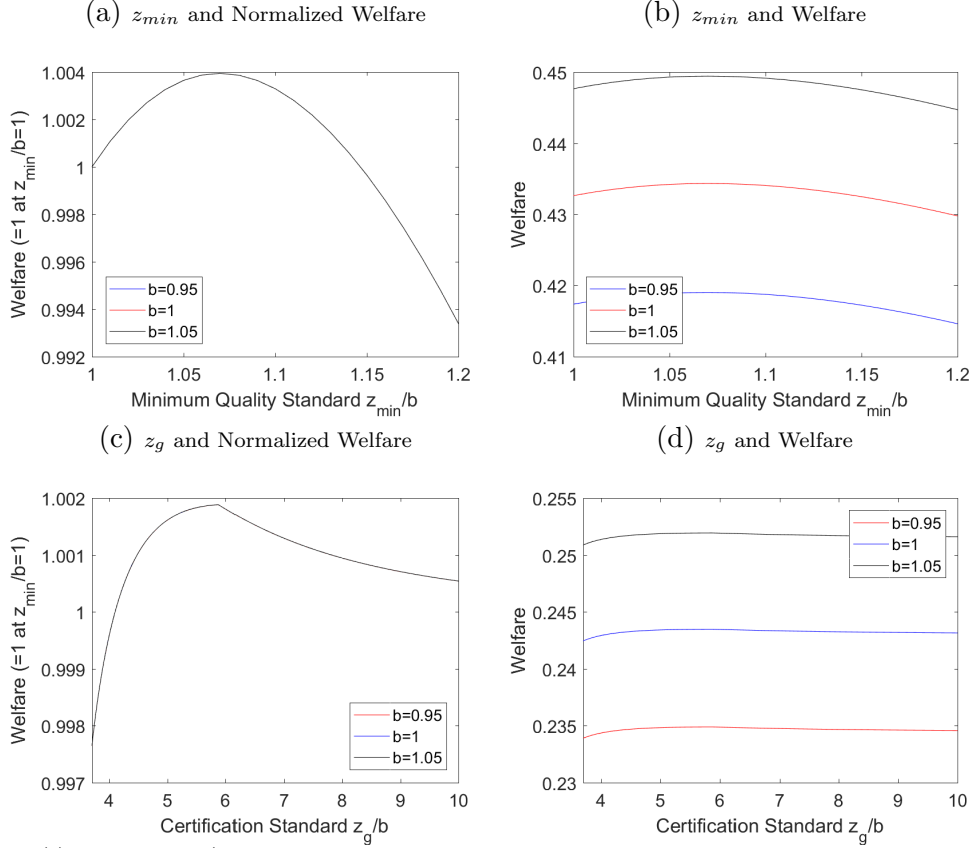 (a) z_min and Normalized Welfare
Welfare (=1 at z_min/b=1)
1.004
1.002
1
0.998
0.996
0.994
0.992
b=0.95
b=1
b=1.05
1 1.05 1.1 1.15 1.2
Minimum Quality Standard z_min/b
(b) z_min and Welfare
Welfare
0.45
0.44
0.43
0.42
0.41
b=0.95
b=1
b=1.05
1 1.05 1.1 1.15 1.2
Minimum Quality Standard z_min/b
(c) z_g and Normalized Welfare
Welfare (=1 at z_min/b=1)
1.002
1.001
1
0.999
0.998
0.997
b=0.95
b=1
b=1.05
4 5 6 7 8 9 10
Certification Standard z_g/b
(d) z_g and Welfare
Welfare
0.255
0.25
0.245
0.24
0.235
0.23
b=0.95
b=1
b=1.05
4 5 6 7 8 9 10
Certification Standard z_g/b